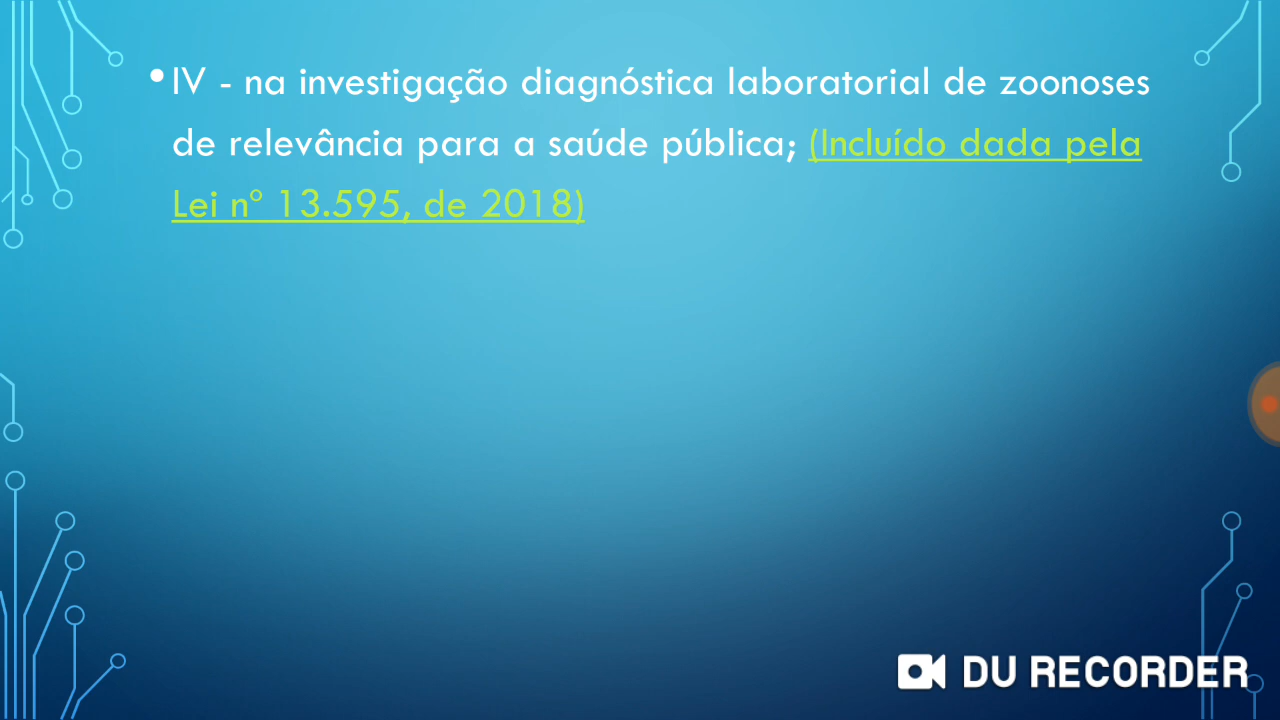 • IV - na investigação diagnóstica laboratorial de zoonoses
de relevância para a saúde pública; (Incluído dada pela
Lei nº 13.595, de 2018)
DU RECORDER